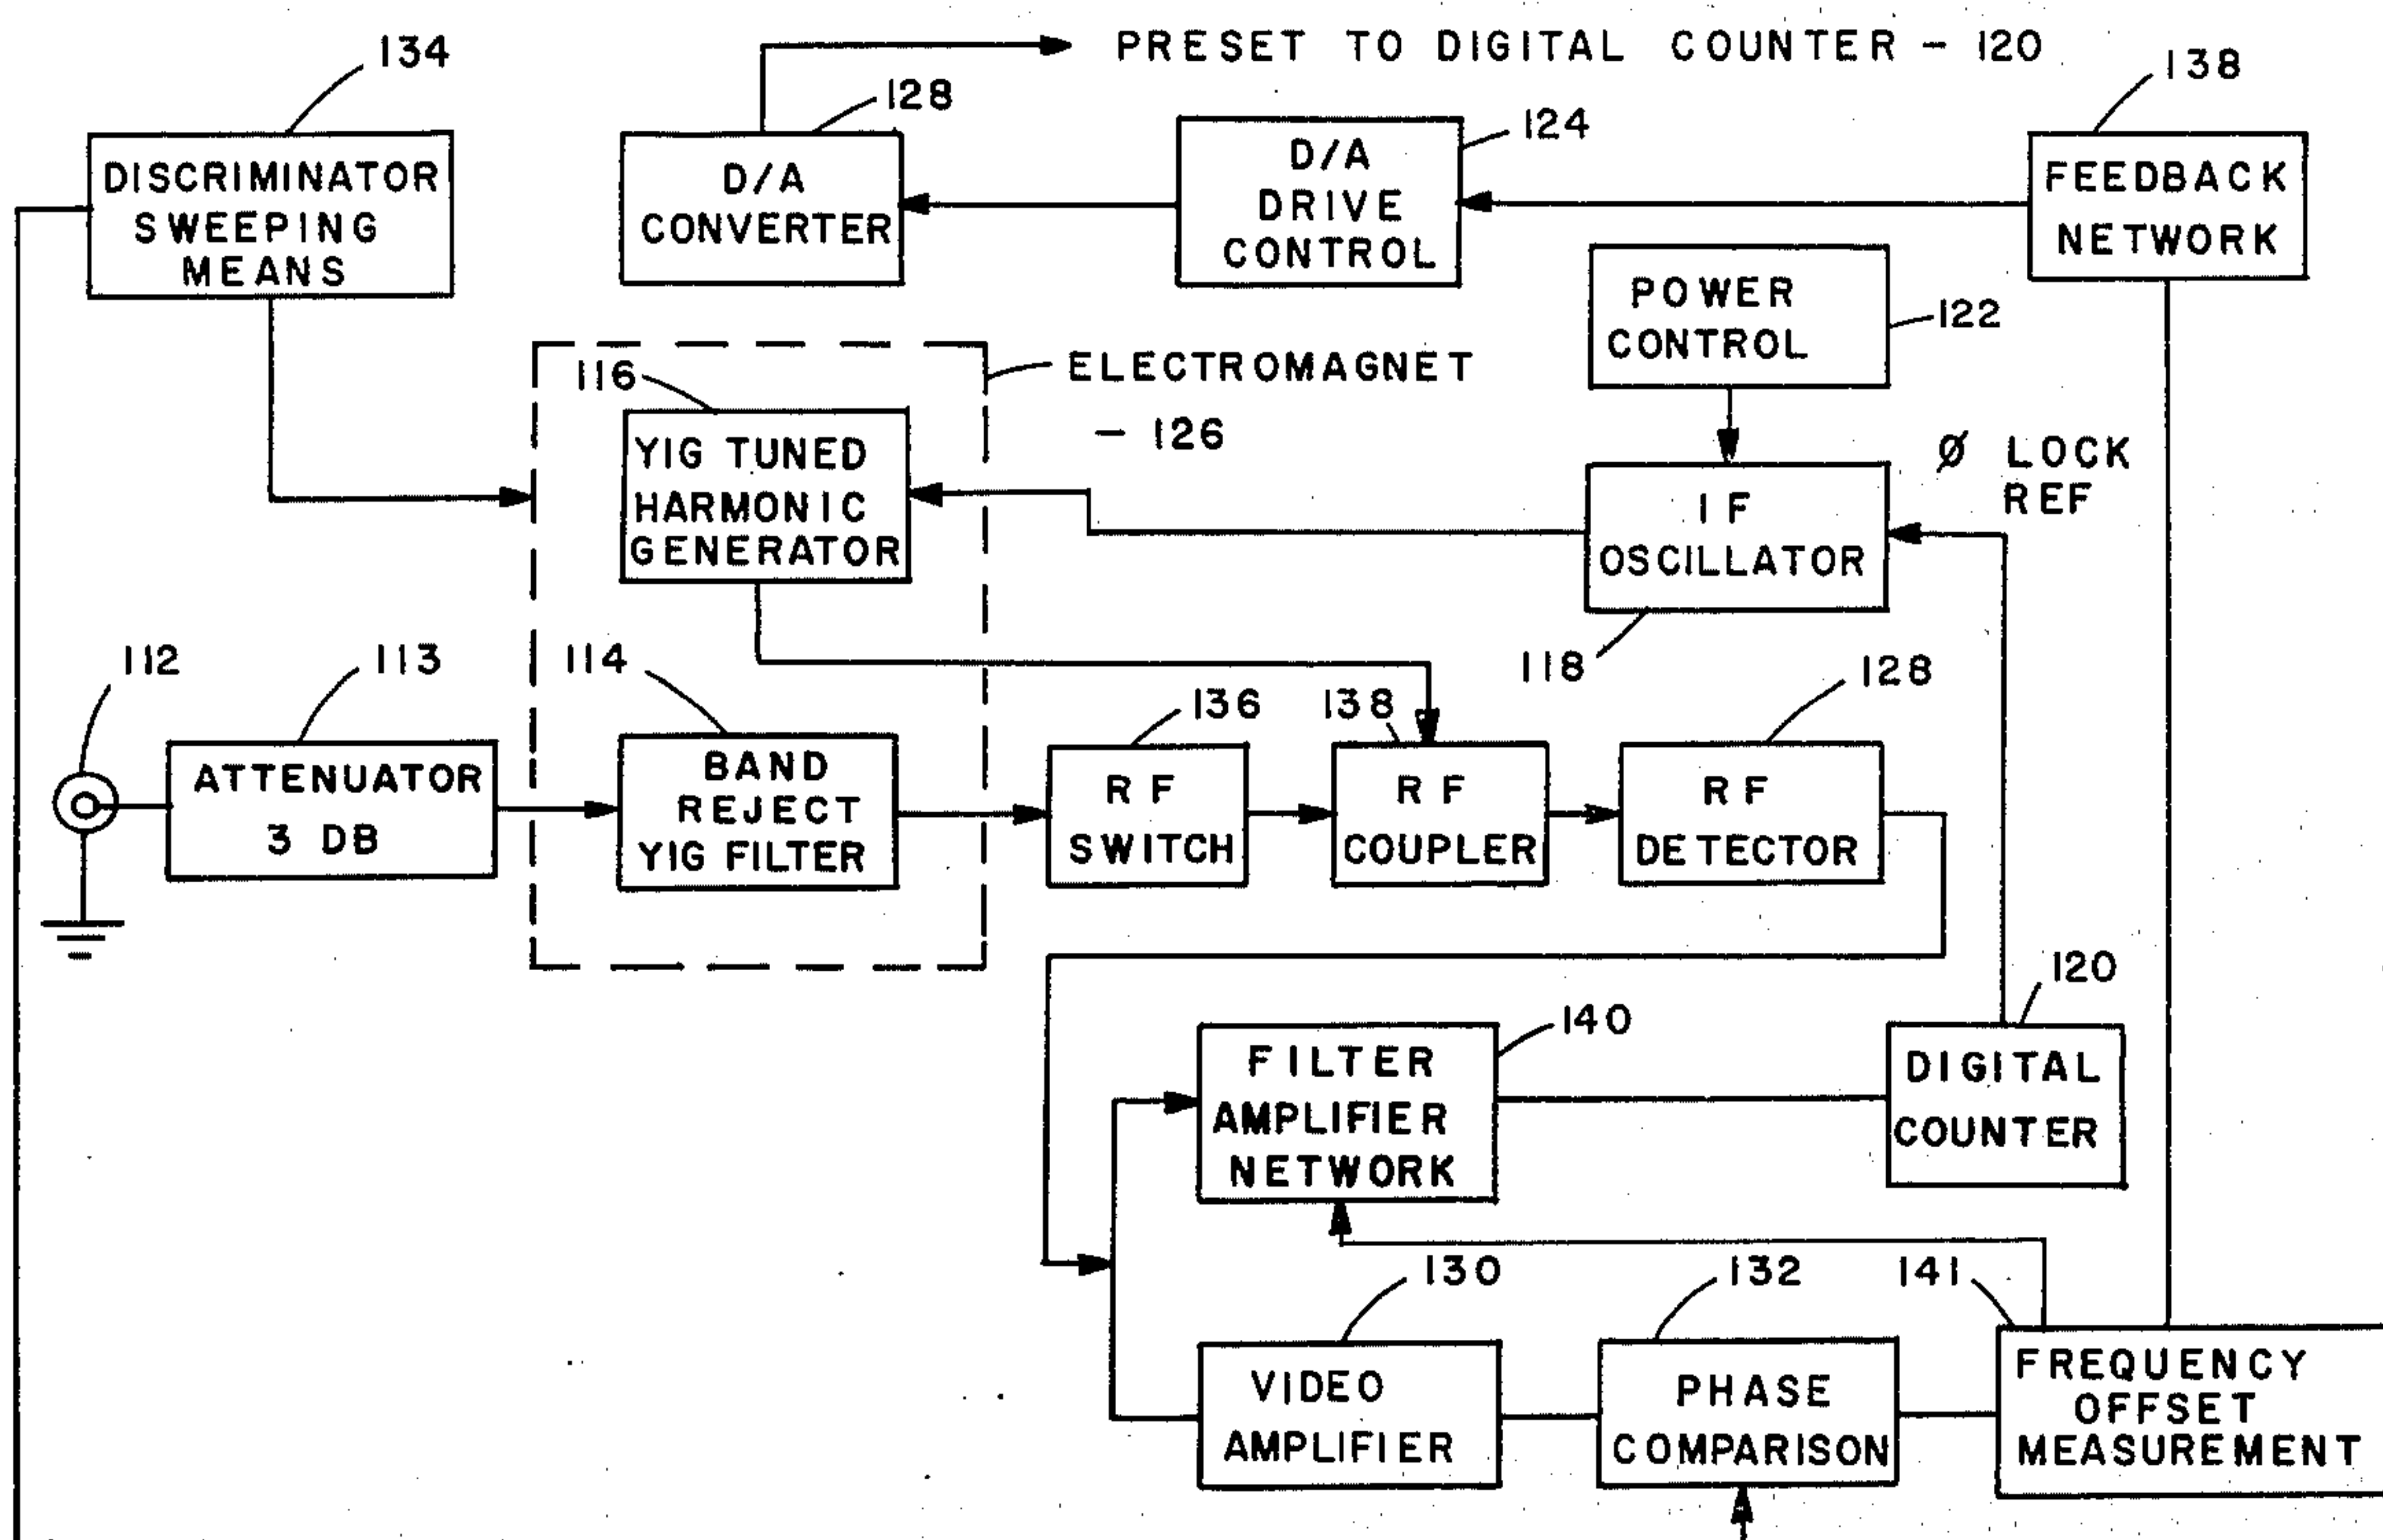 PRESET TO DIGITAL COUNTER - 120
134
128
124
138
DISCRIMINATOR
SWEEPING
MEANS
D/A
CONVERTER
D/A
DRIVE
CONTROL
FEEDBACK
NETWORK
POWER
CONTROL
122
116
ELECTROMAGNET
- 126
YIG TUNED
HARMONIC
GENERATOR
Ø LOCK
REF
IF
OSCILLATOR
118
112
113
114
136
138
128
ATTENUATOR
3 DB
BAND
REJECT
YIG FILTER
RF
SWITCH
RF
COUPLER
RF
DETECTOR
120
140
FILTER
AMPLIFIER
NETWORK
DIGITAL
COUNTER
130
132
141
VIDEO
AMPLIFIER
PHASE
COMPARISON
FREQUENCY
OFFSET
MEASUREMENT